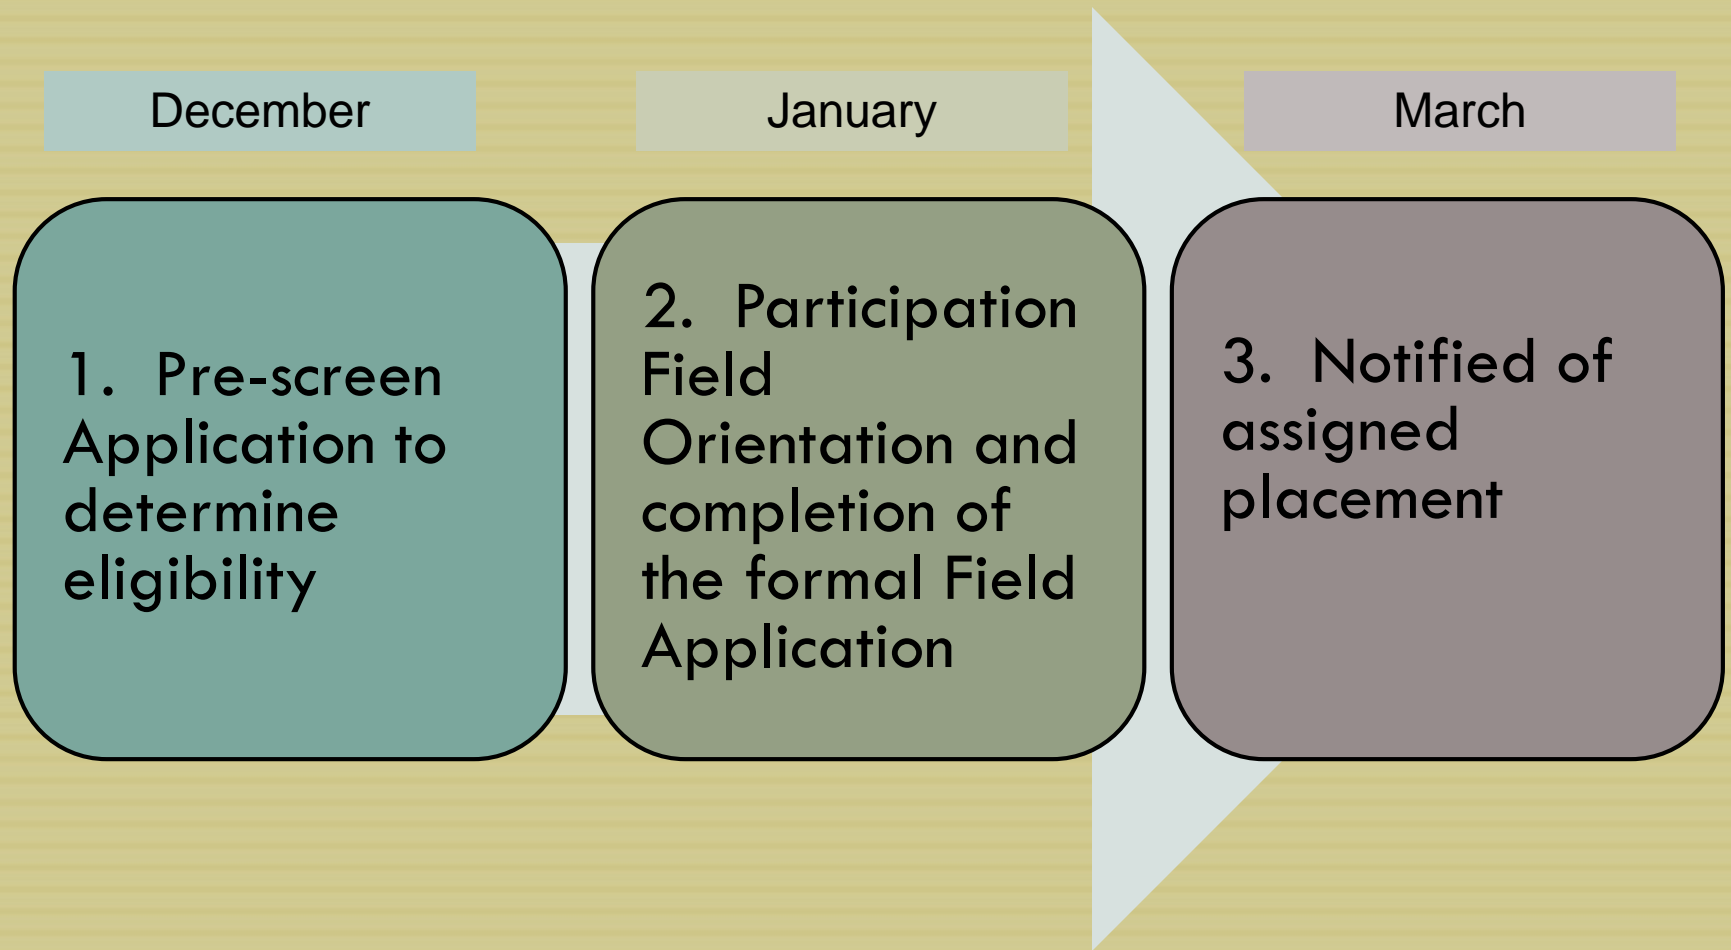 December
January
March
1. Pre-screen
Application to
determine
eligibility
2. Participation
Field
Orientation and
completion of
the formal Field
Application
3. Notified of
assigned
placement